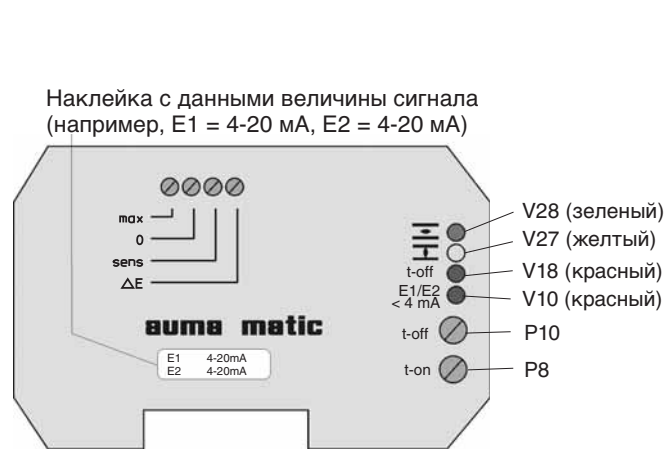 Наклейка с данными величины сигнала
(например, E1 = 4-20 мА, E2 = 4-20 мА)
max
0
sens
△E
t-off
E1/E2
< 4 mA
t-off
t-on
V28 (зеленый)
V27 (желтый)
V18 (красный)
V10 (красный)
P10
P8
auma matic
E1 4-20mA
E2 4-20mA